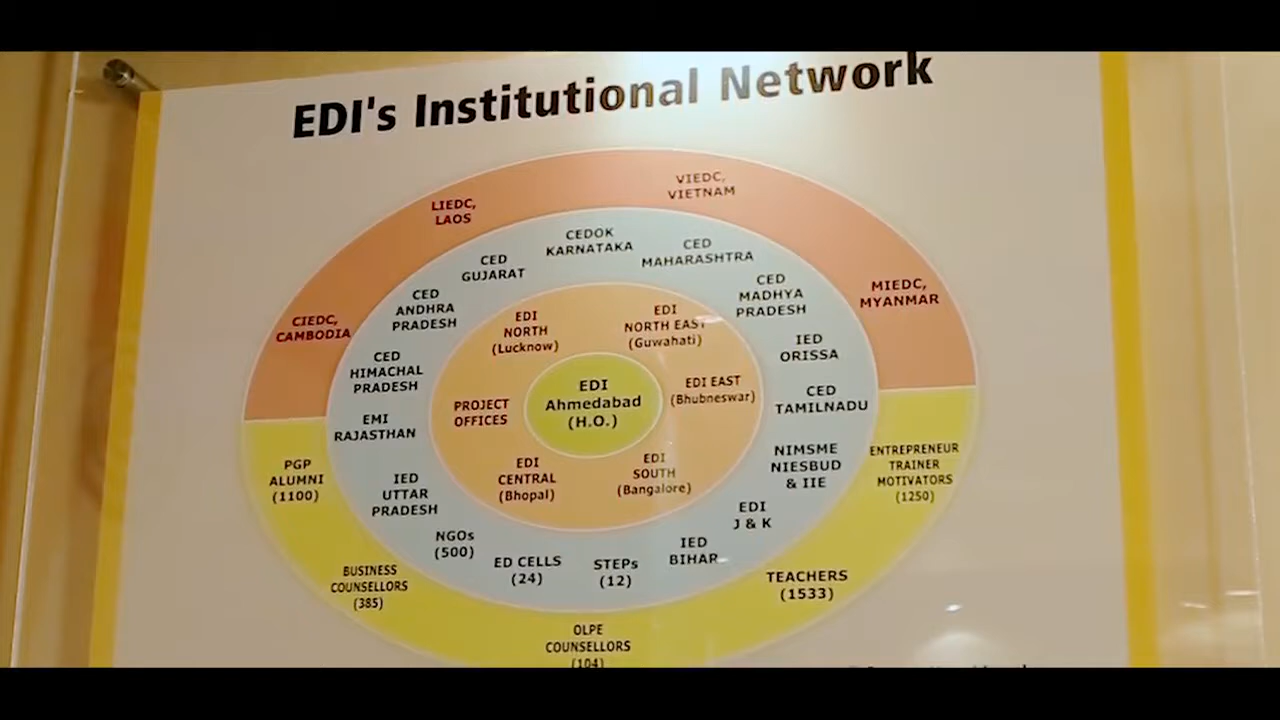 EDI's Institutional Network
VIEDC,
VIETNAM
LIEDC,
LAOS
MIEDC,
MYANMAR
CIEDC,
CAMBODIA
CEDOK
KARNATAKA
CED
MAHARASHTRA
CED
GUJARAT
CED
MADHYA
PRADESH
CED
ANDHRA
PRADESH
IED
ORISSA
CED
HIMACHAL
PRADESH
CED
TAMILNADU
EMI
RAJASTHAN
NIMSME
NIESBUD
& IIE
IED
UTTAR
PRADESH
EDI
J & K
NGOs
(500)
IED
BIHAR
ED CELLS
(24)
STEPs
(12)
EDI
NORTH
(Lucknow)
EDI
NORTH EAST
(Guwahati)
PROJECT
OFFICES
EDI EAST
(Bhubneswar)
EDI
Ahmedabad
(H.O.)
EDI
CENTRAL
(Bhopal)
EDI
SOUTH
(Bangalore)
PGP
ALUMNI
(1100)
ENTREPRENEUR
TRAINER
MOTIVATORS
(1250)
BUSINESS
COUNSELLORS
(385)
TEACHERS
(1533)
OLPE
COUNSELLORS
(104)